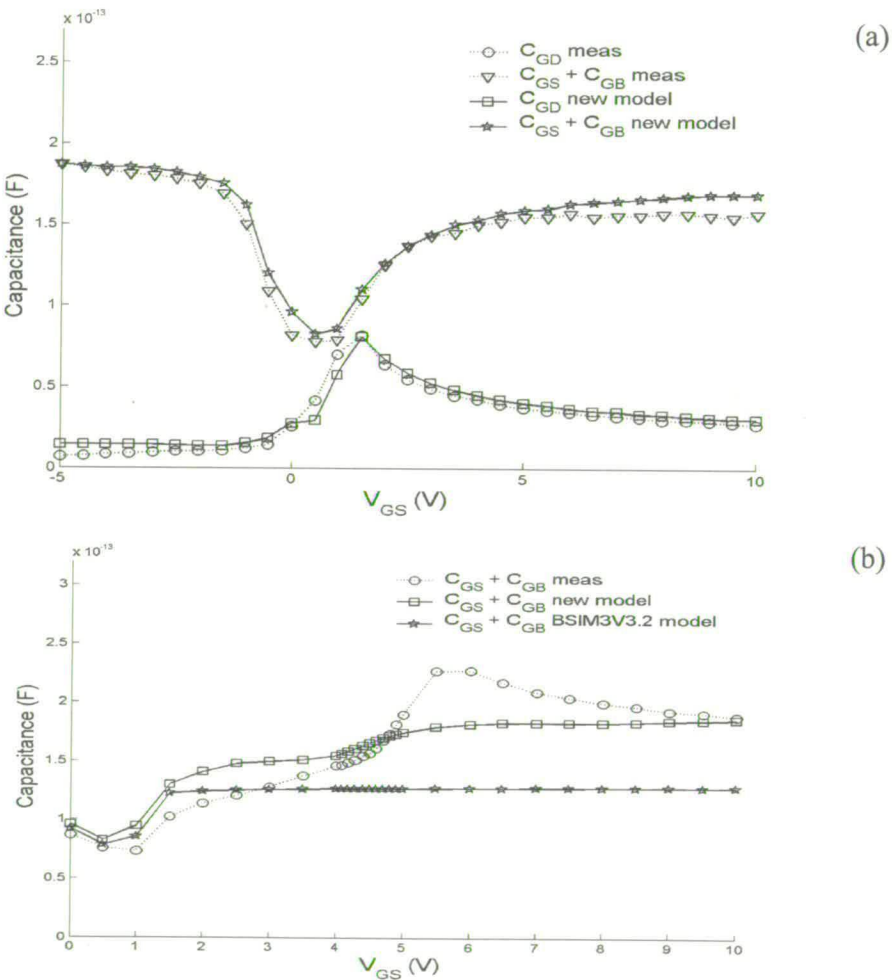 x 10⁻¹³
(a)
2.5
2
1.5
1
0.5
0
Capacitance (F)
C_GD meas
C_GS + C_GB meas
C_GD new model
C_GS + C_GB new model
-5
0
5
10
V_GS (V)
x 10⁻¹³
(b)
3
2.5
2
1.5
1
0.5
0
Capacitance (F)
C_GS + C_GB meas
C_GS + C_GB new model
C_GS + C_GB BSIM3V3.2 model
0
1
2
3
4
5
6
7
8
9
10
V_GS (V)